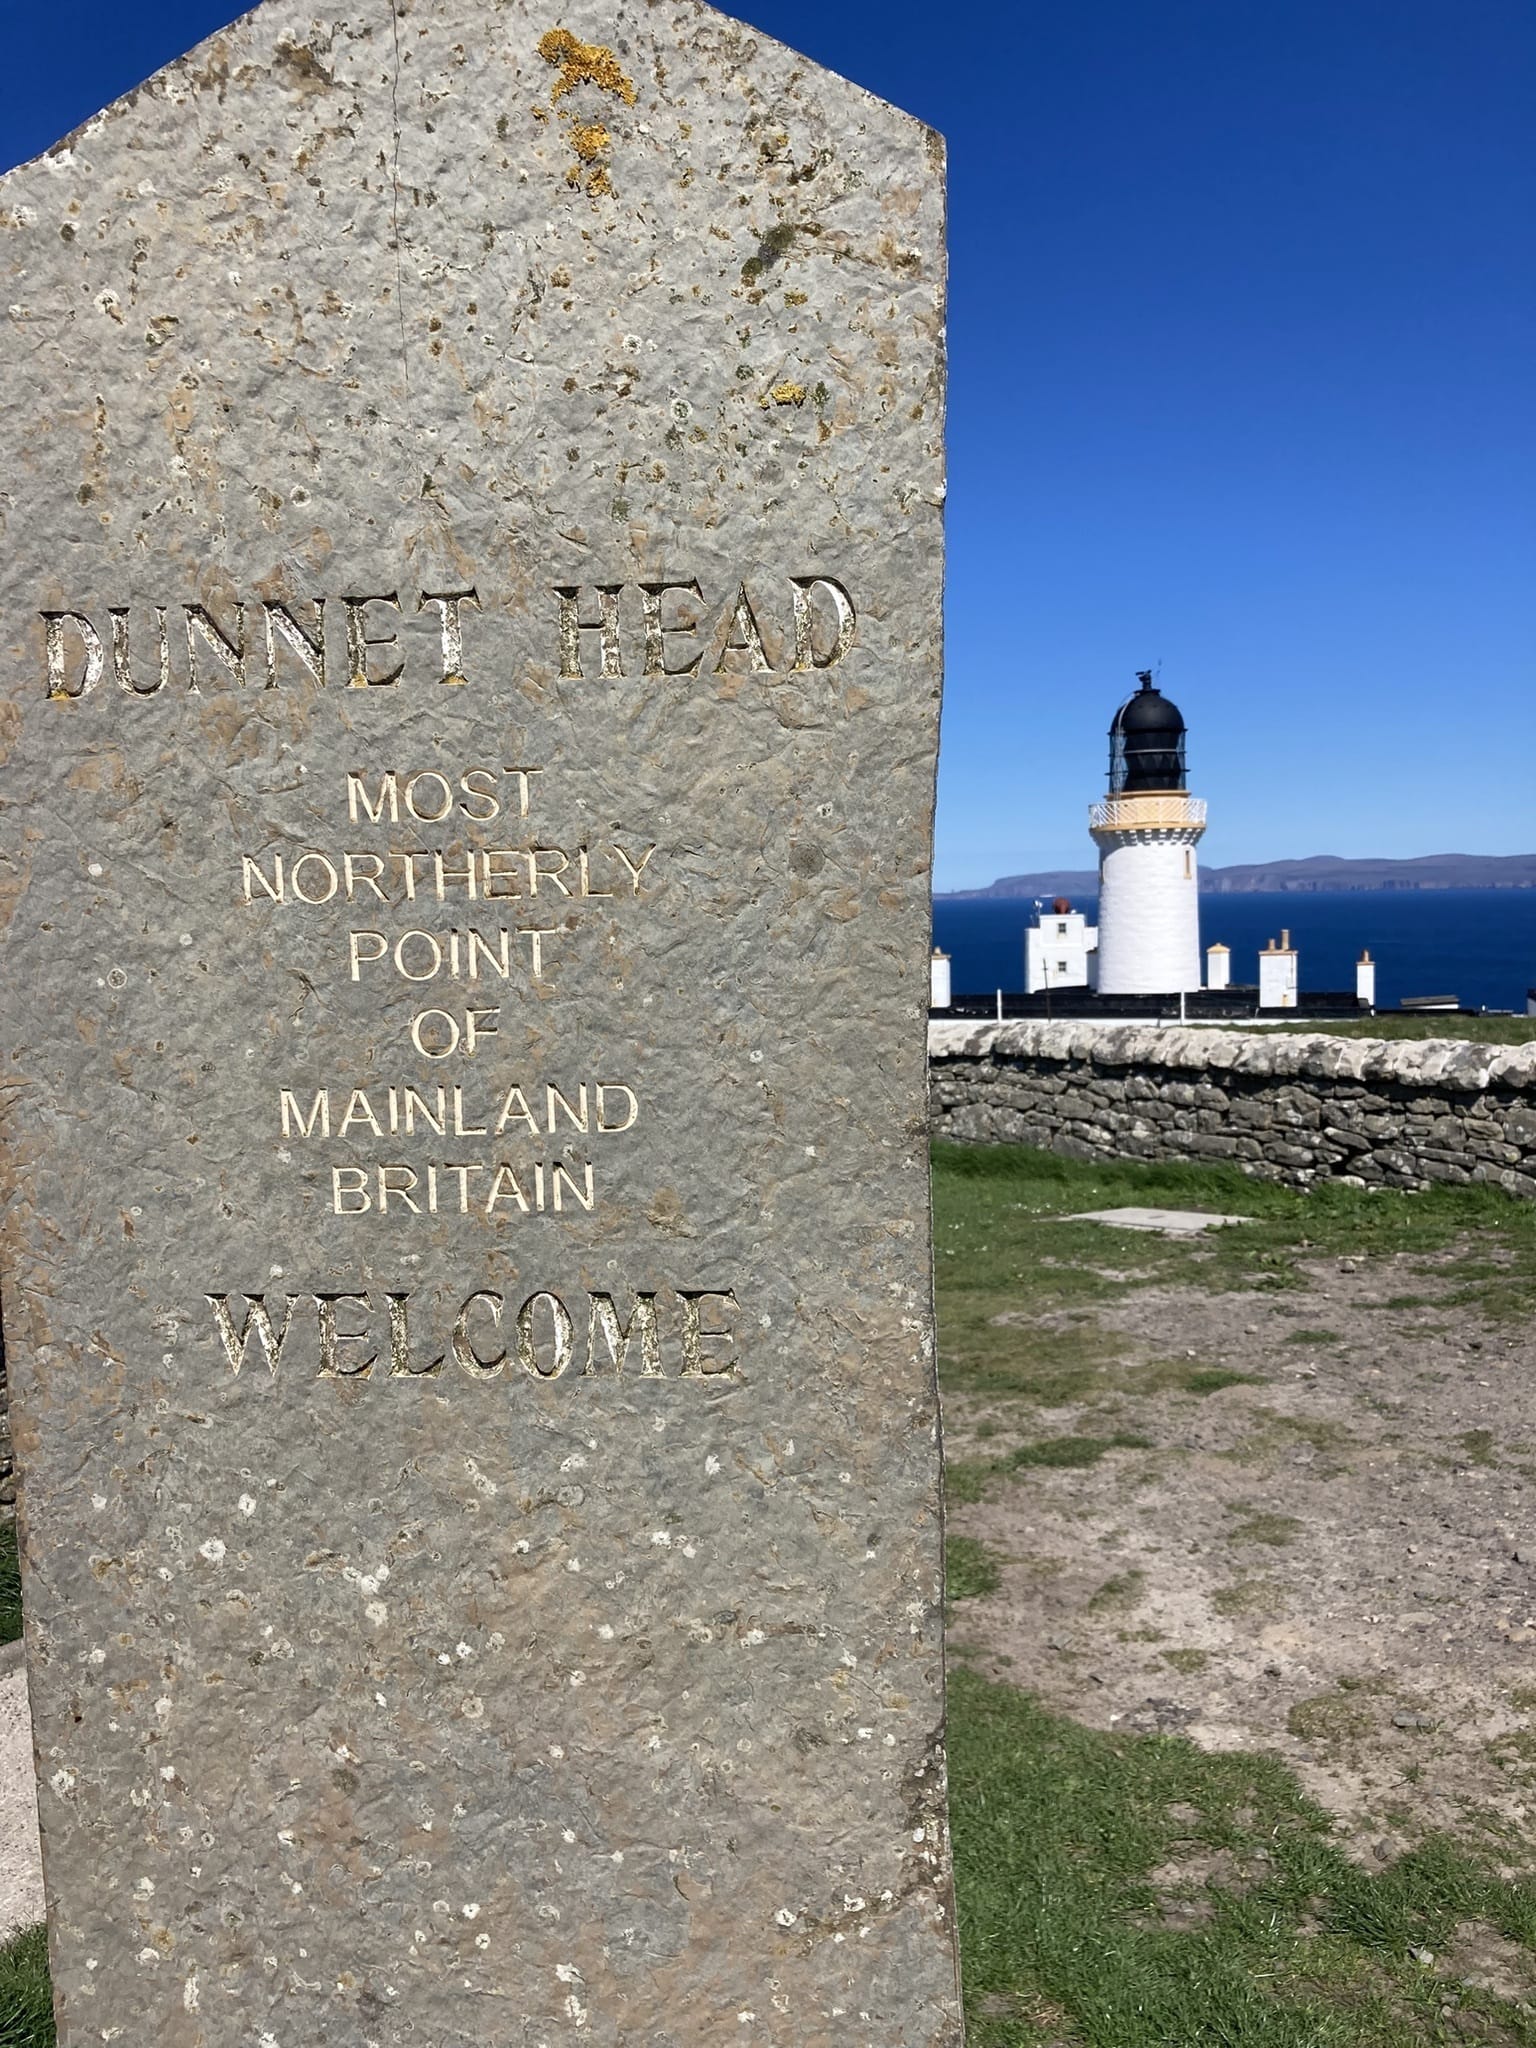 DUNNET HEAD
MOST
NORTHERLY
POINT
OF
MAINLAND
BRITAIN
WELCOME